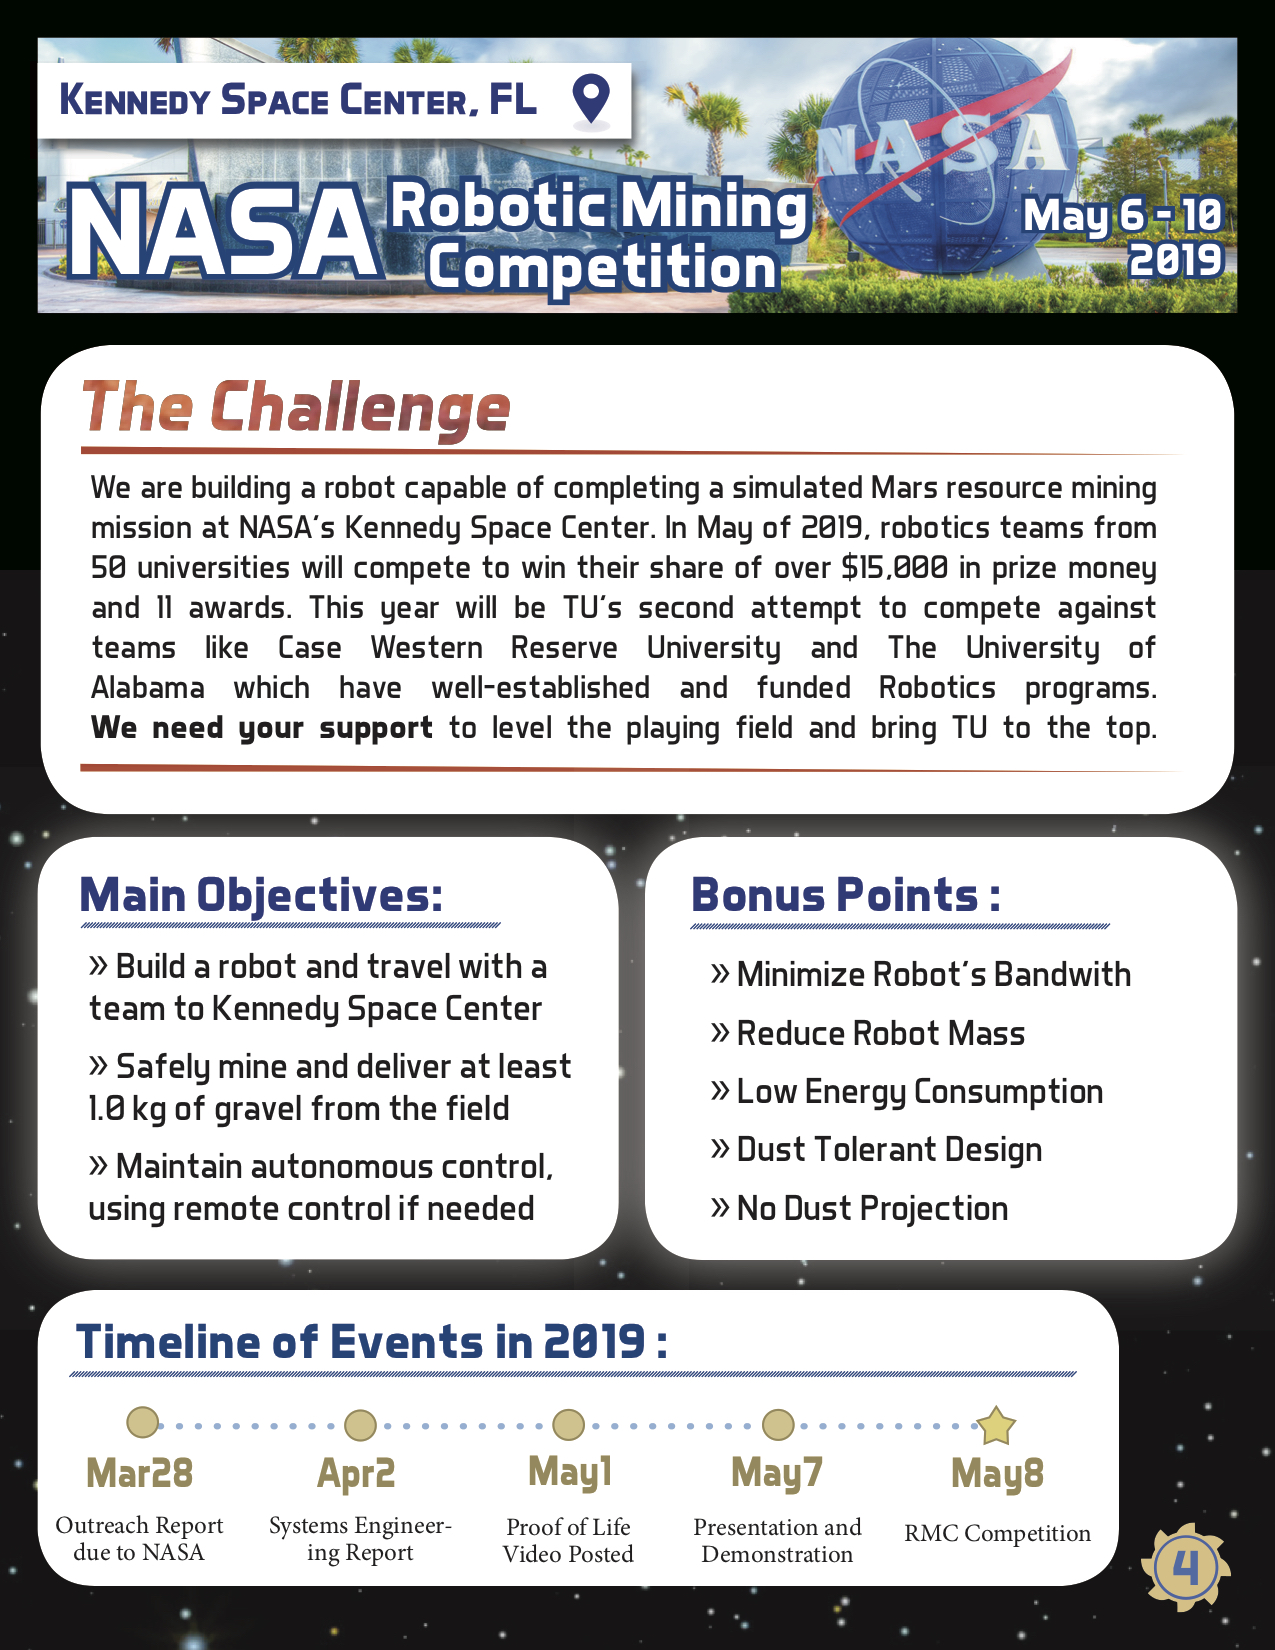 Kennedy Space Center, FL
NASA
NASA Robotic Mining
Competition
May 6 - 10
2019
The Challenge
We are building a robot capable of completing a simulated Mars resource mining
mission at NASA's Kennedy Space Center. In May of 2019, robotics teams from
50 universities will compete to win their share of over $15,000 in prize money
and 11 awards. This year will be TU's second attempt to compete against
teams like Case Western Reserve University and The University of
Alabama which have well-established and funded Robotics programs.
We need your support to level the playing field and bring TU to the top.
Main Objectives:
» Build a robot and travel with a
team to Kennedy Space Center
» Safely mine and deliver at least
1.0 kg of gravel from the field
» Maintain autonomous control,
using remote control if needed
Bonus Points :
» Minimize Robot's Bandwith
» Reduce Robot Mass
» Low Energy Consumption
» Dust Tolerant Design
» No Dust Projection
Timeline of Events in 2019 :
Mar28
Outreach Report
due to NASA
Apr2
Systems Engineer-
ing Report
May1
Proof of Life
Video Posted
May7
Presentation and
Demonstration
May8
RMC Competition
4